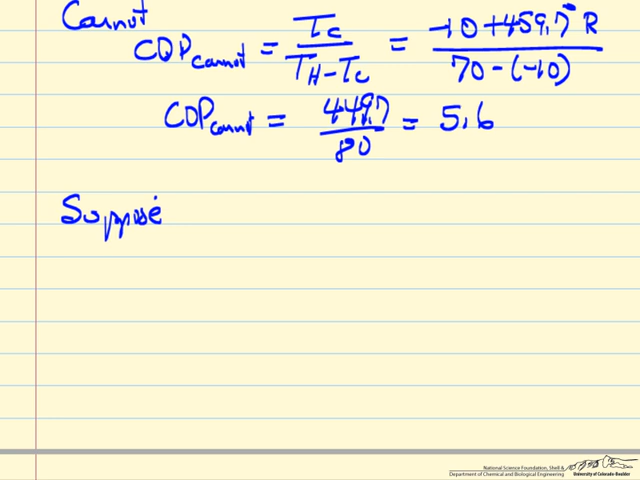 Carnot
COP_carnot = T_C / (T_H - T_C) = (-10 + 459.7° R) / (70 - (-10))
COP_carnot = 449.7 / 80 = 5.6
Suppose
National Science Foundation, Shell &
Department of Chemical and Biological Engineering
University of Colorado Boulder